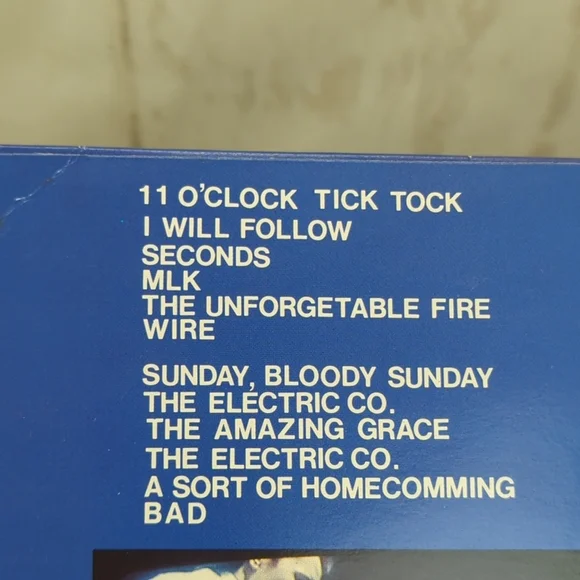 11 O'CLOCK TICK TOCK
I WILL FOLLOW
SECONDS
MLK
THE UNFORGETABLE FIRE
WIRE
SUNDAY, BLOODY SUNDAY
THE ELECTRIC CO.
THE AMAZING GRACE
THE ELECTRIC CO.
A SORT OF HOMECOMMING
BAD